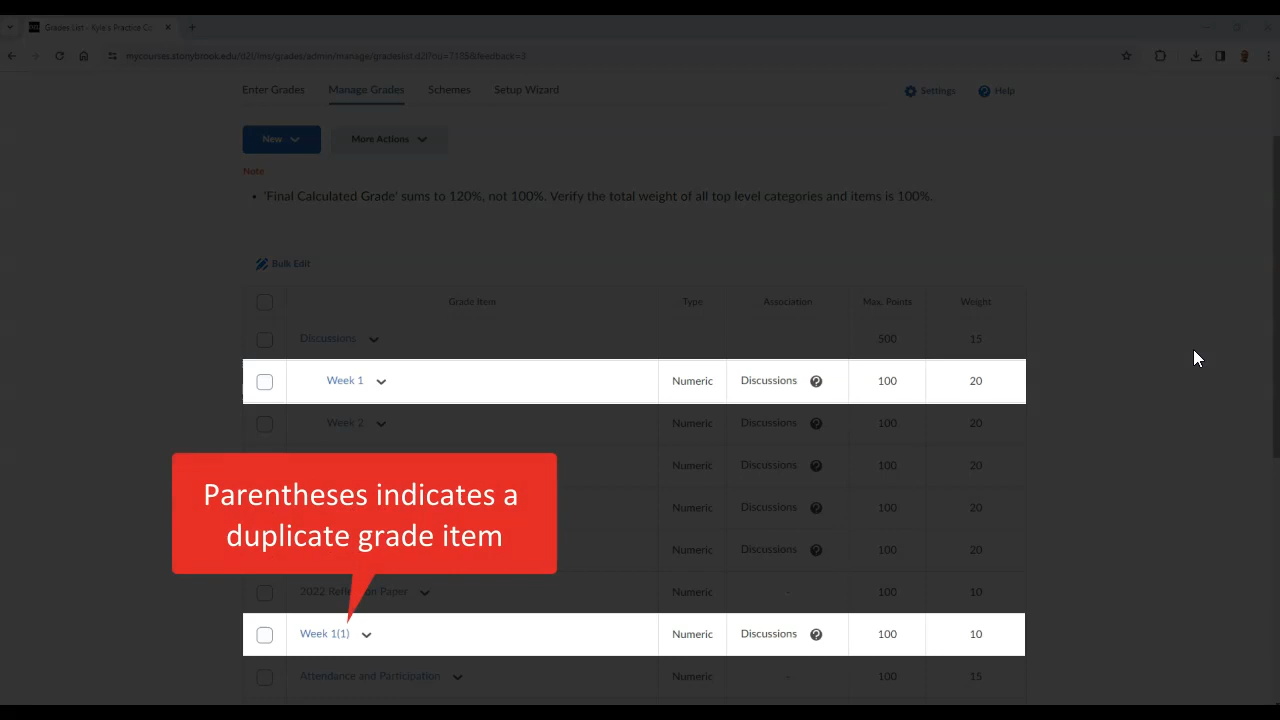 Grades List - Kyle's Practice Co
mycourses.stonybrook.edu/d2l/lms/grades/admin/manage/gradeslist.d2l?ou=
Enter Grades Manage Grades Schemes Setup Wizard Settings Help
New More Actions
Note
• 'Final Calculated Grade' sums to 120%, not 100%. Verify the total weight of all top level categories and items is 100%.
Bulk Edit
Grade Item Type Association Max. Points Weight
Discussions 500 15
Week 1 Numeric Discussions 100 20
Week 2 Numeric Discussions 100 20
Numeric Discussions 100 20
Numeric Discussions 100 20
Numeric Discussions 100 20
Parentheses indicates a
duplicate grade item
2022 Reflection Paper Numeric - 100 10
Week 1(1) Numeric Discussions 100 10
Attendance and Participation Numeric - 100 15